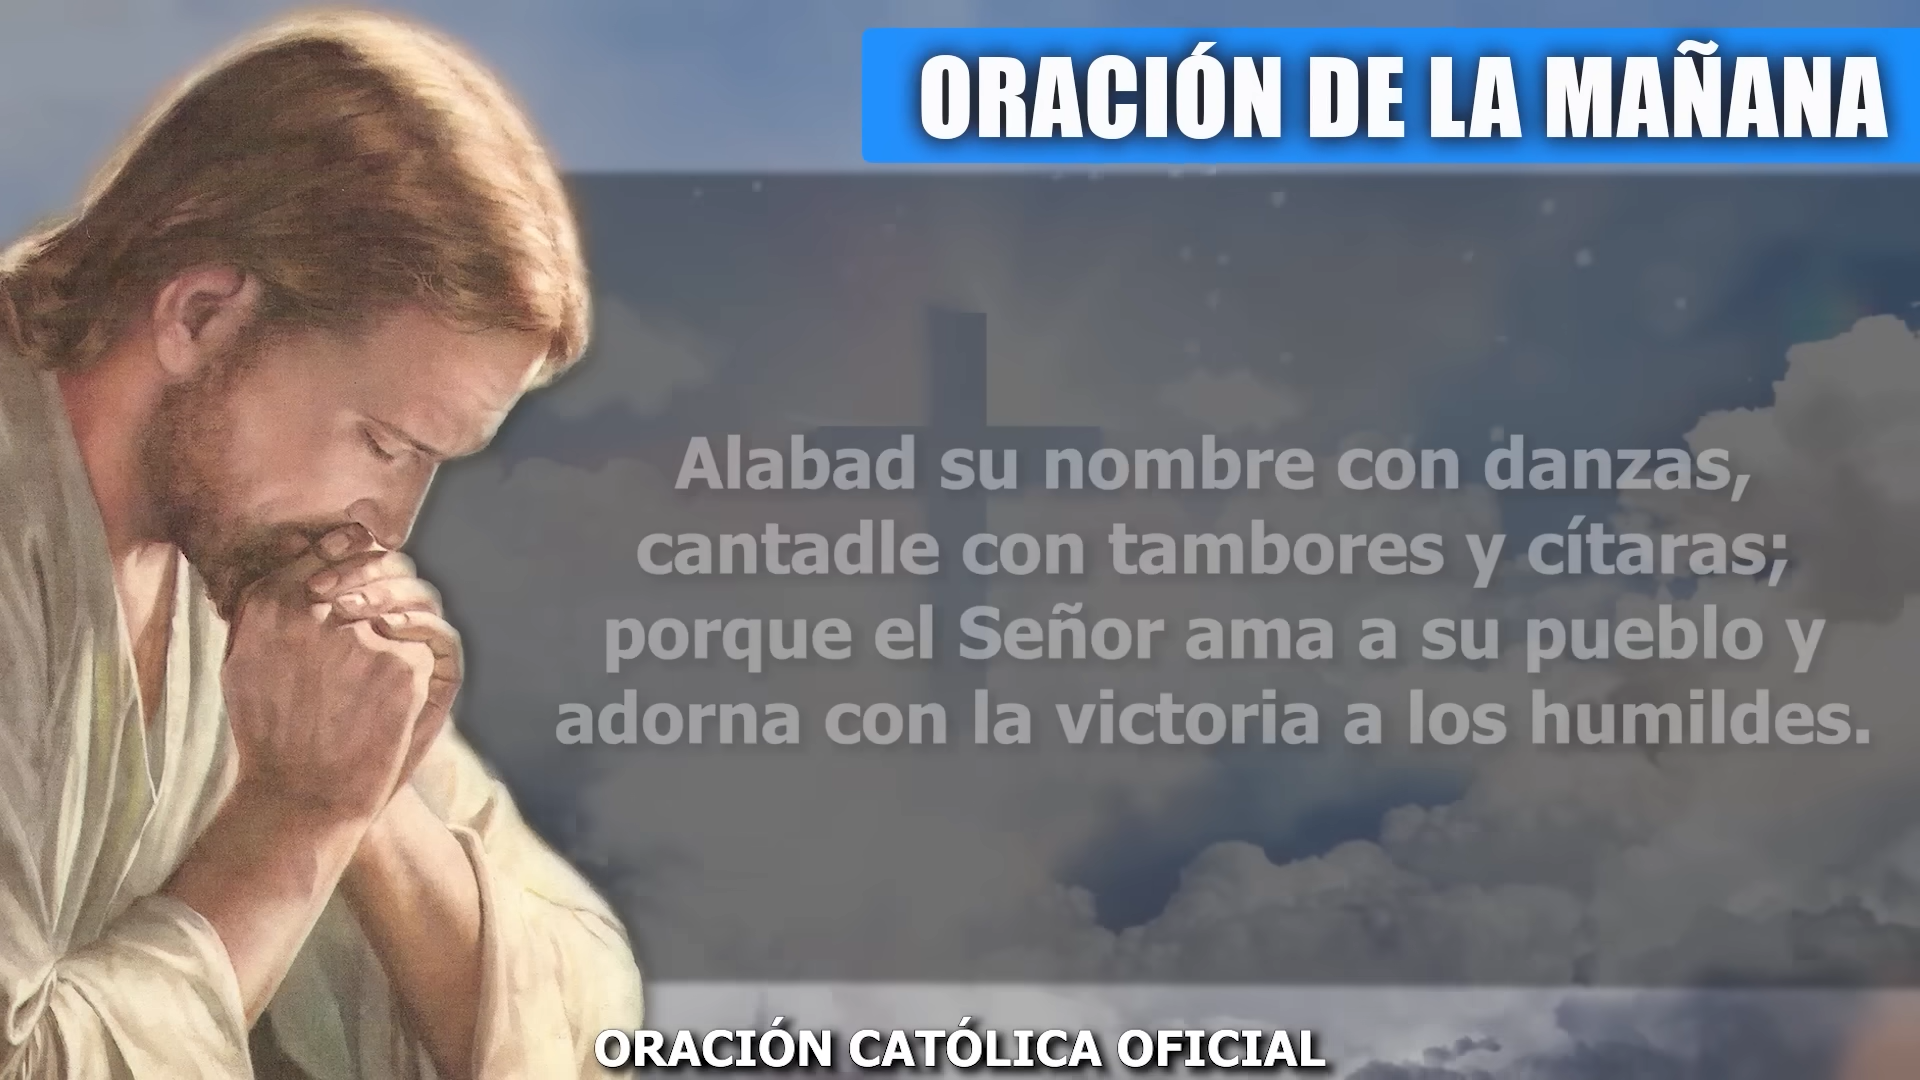 ORACIÓN DE LA MAÑANA
Alabad su nombre con danzas,
cantadle con tambores y cítaras;
porque el Señor ama a su pueblo y
adorna con la victoria a los humildes.
ORACIÓN CATÓLICA OFICIAL